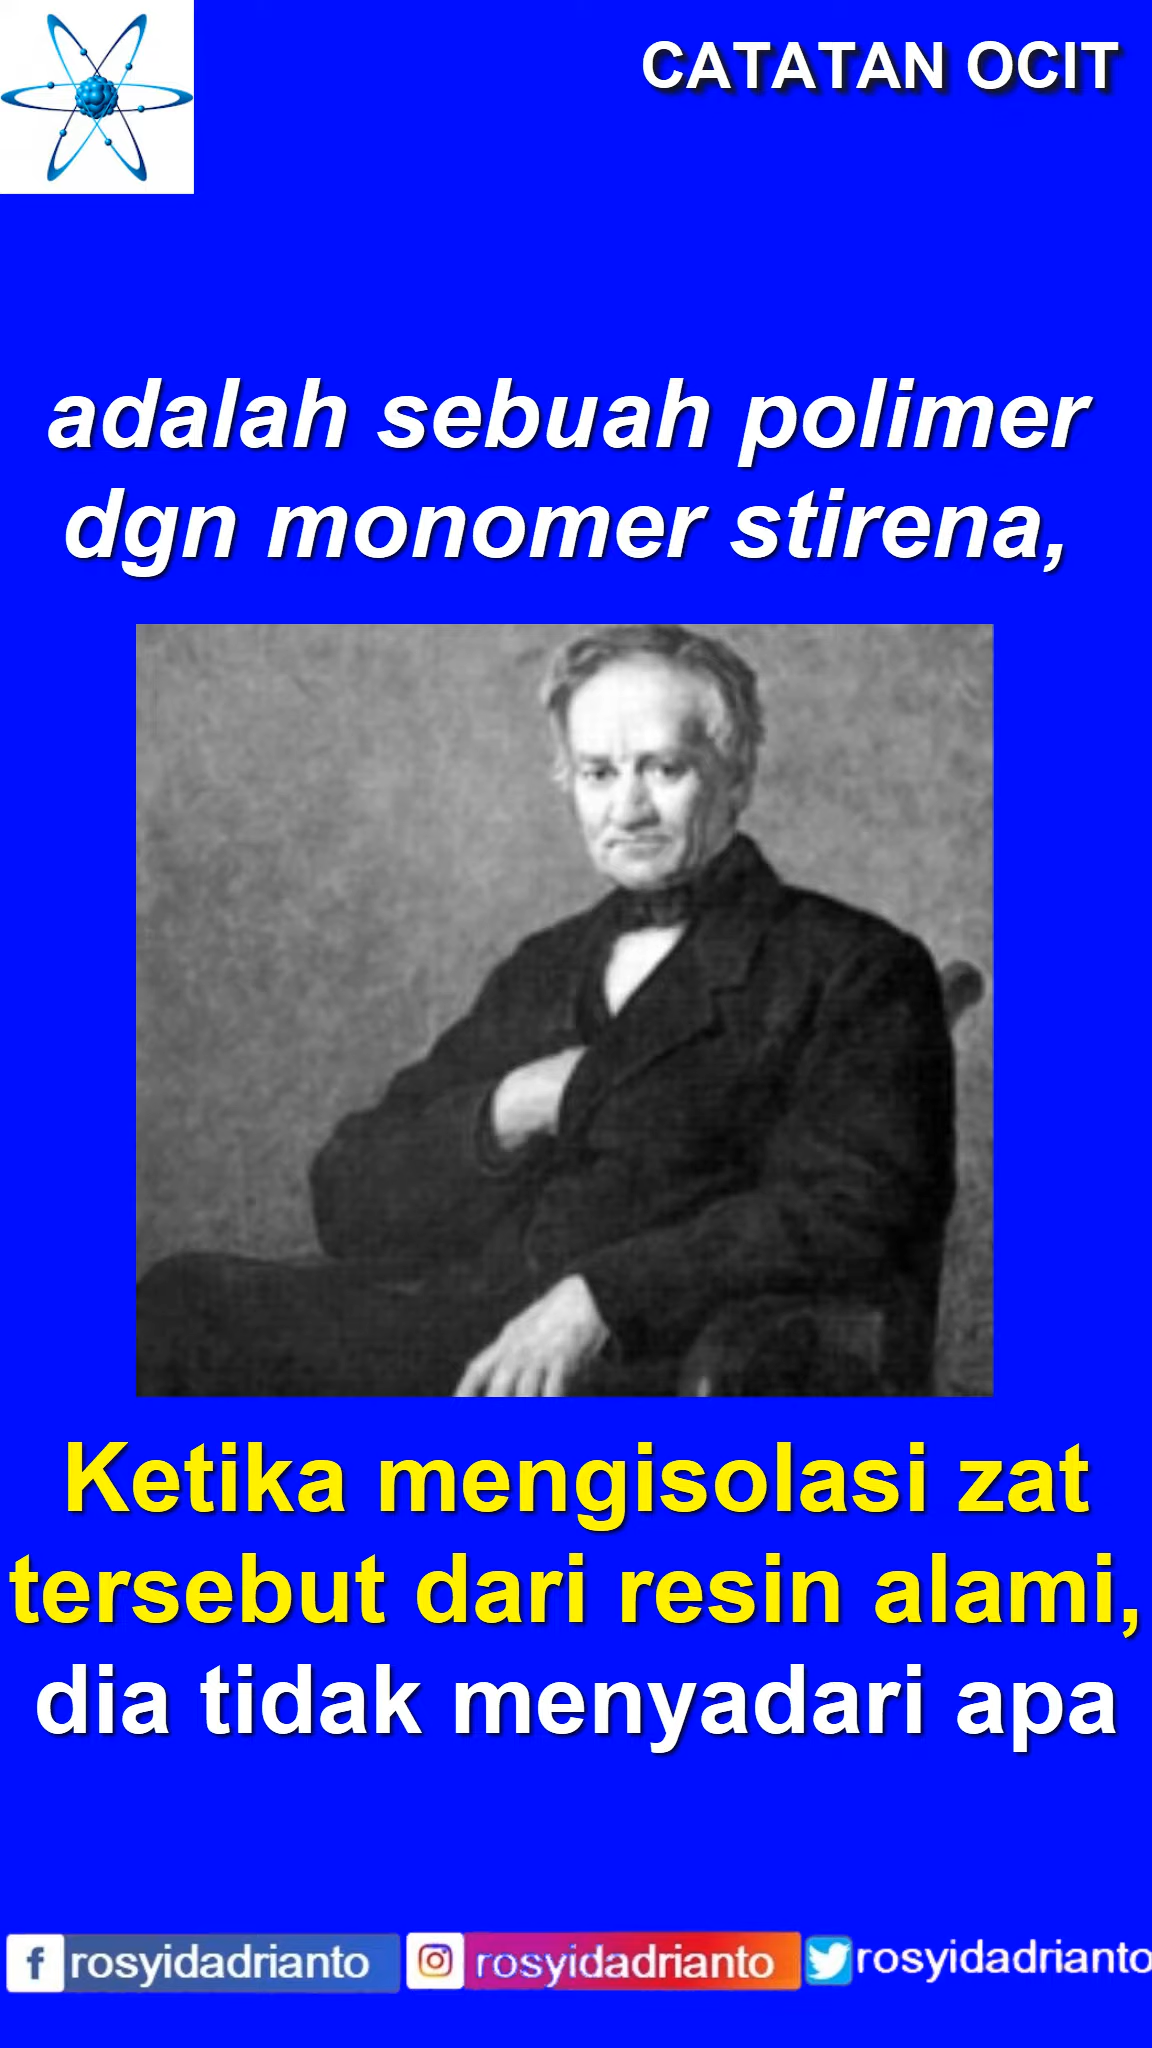 CATATAN OCIT
adalah sebuah polimer
dgn monomer stirena,
Ketika mengisolasi zat
tersebut dari resin alami,
dia tidak menyadari apa
rosyidadrianto rosyidadrianto rosyidadrianto